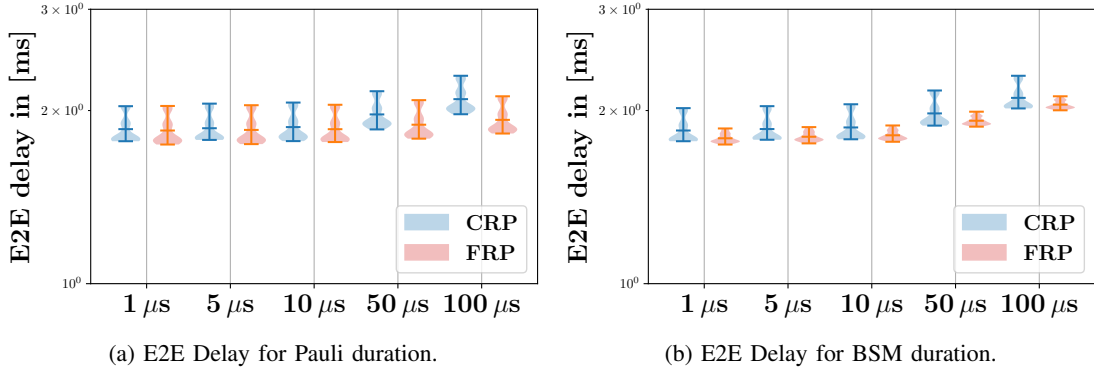 3 × 10⁰
2 × 10⁰
10⁰
E2E delay in [ms]
CRP
FRP
1 μs 5 μs 10 μs 50 μs 100 μs
(a) E2E Delay for Pauli duration.
3 × 10⁰
2 × 10⁰
10⁰
E2E delay in [ms]
CRP
FRP
1 μs 5 μs 10 μs 50 μs 100 μs
(b) E2E Delay for BSM duration.